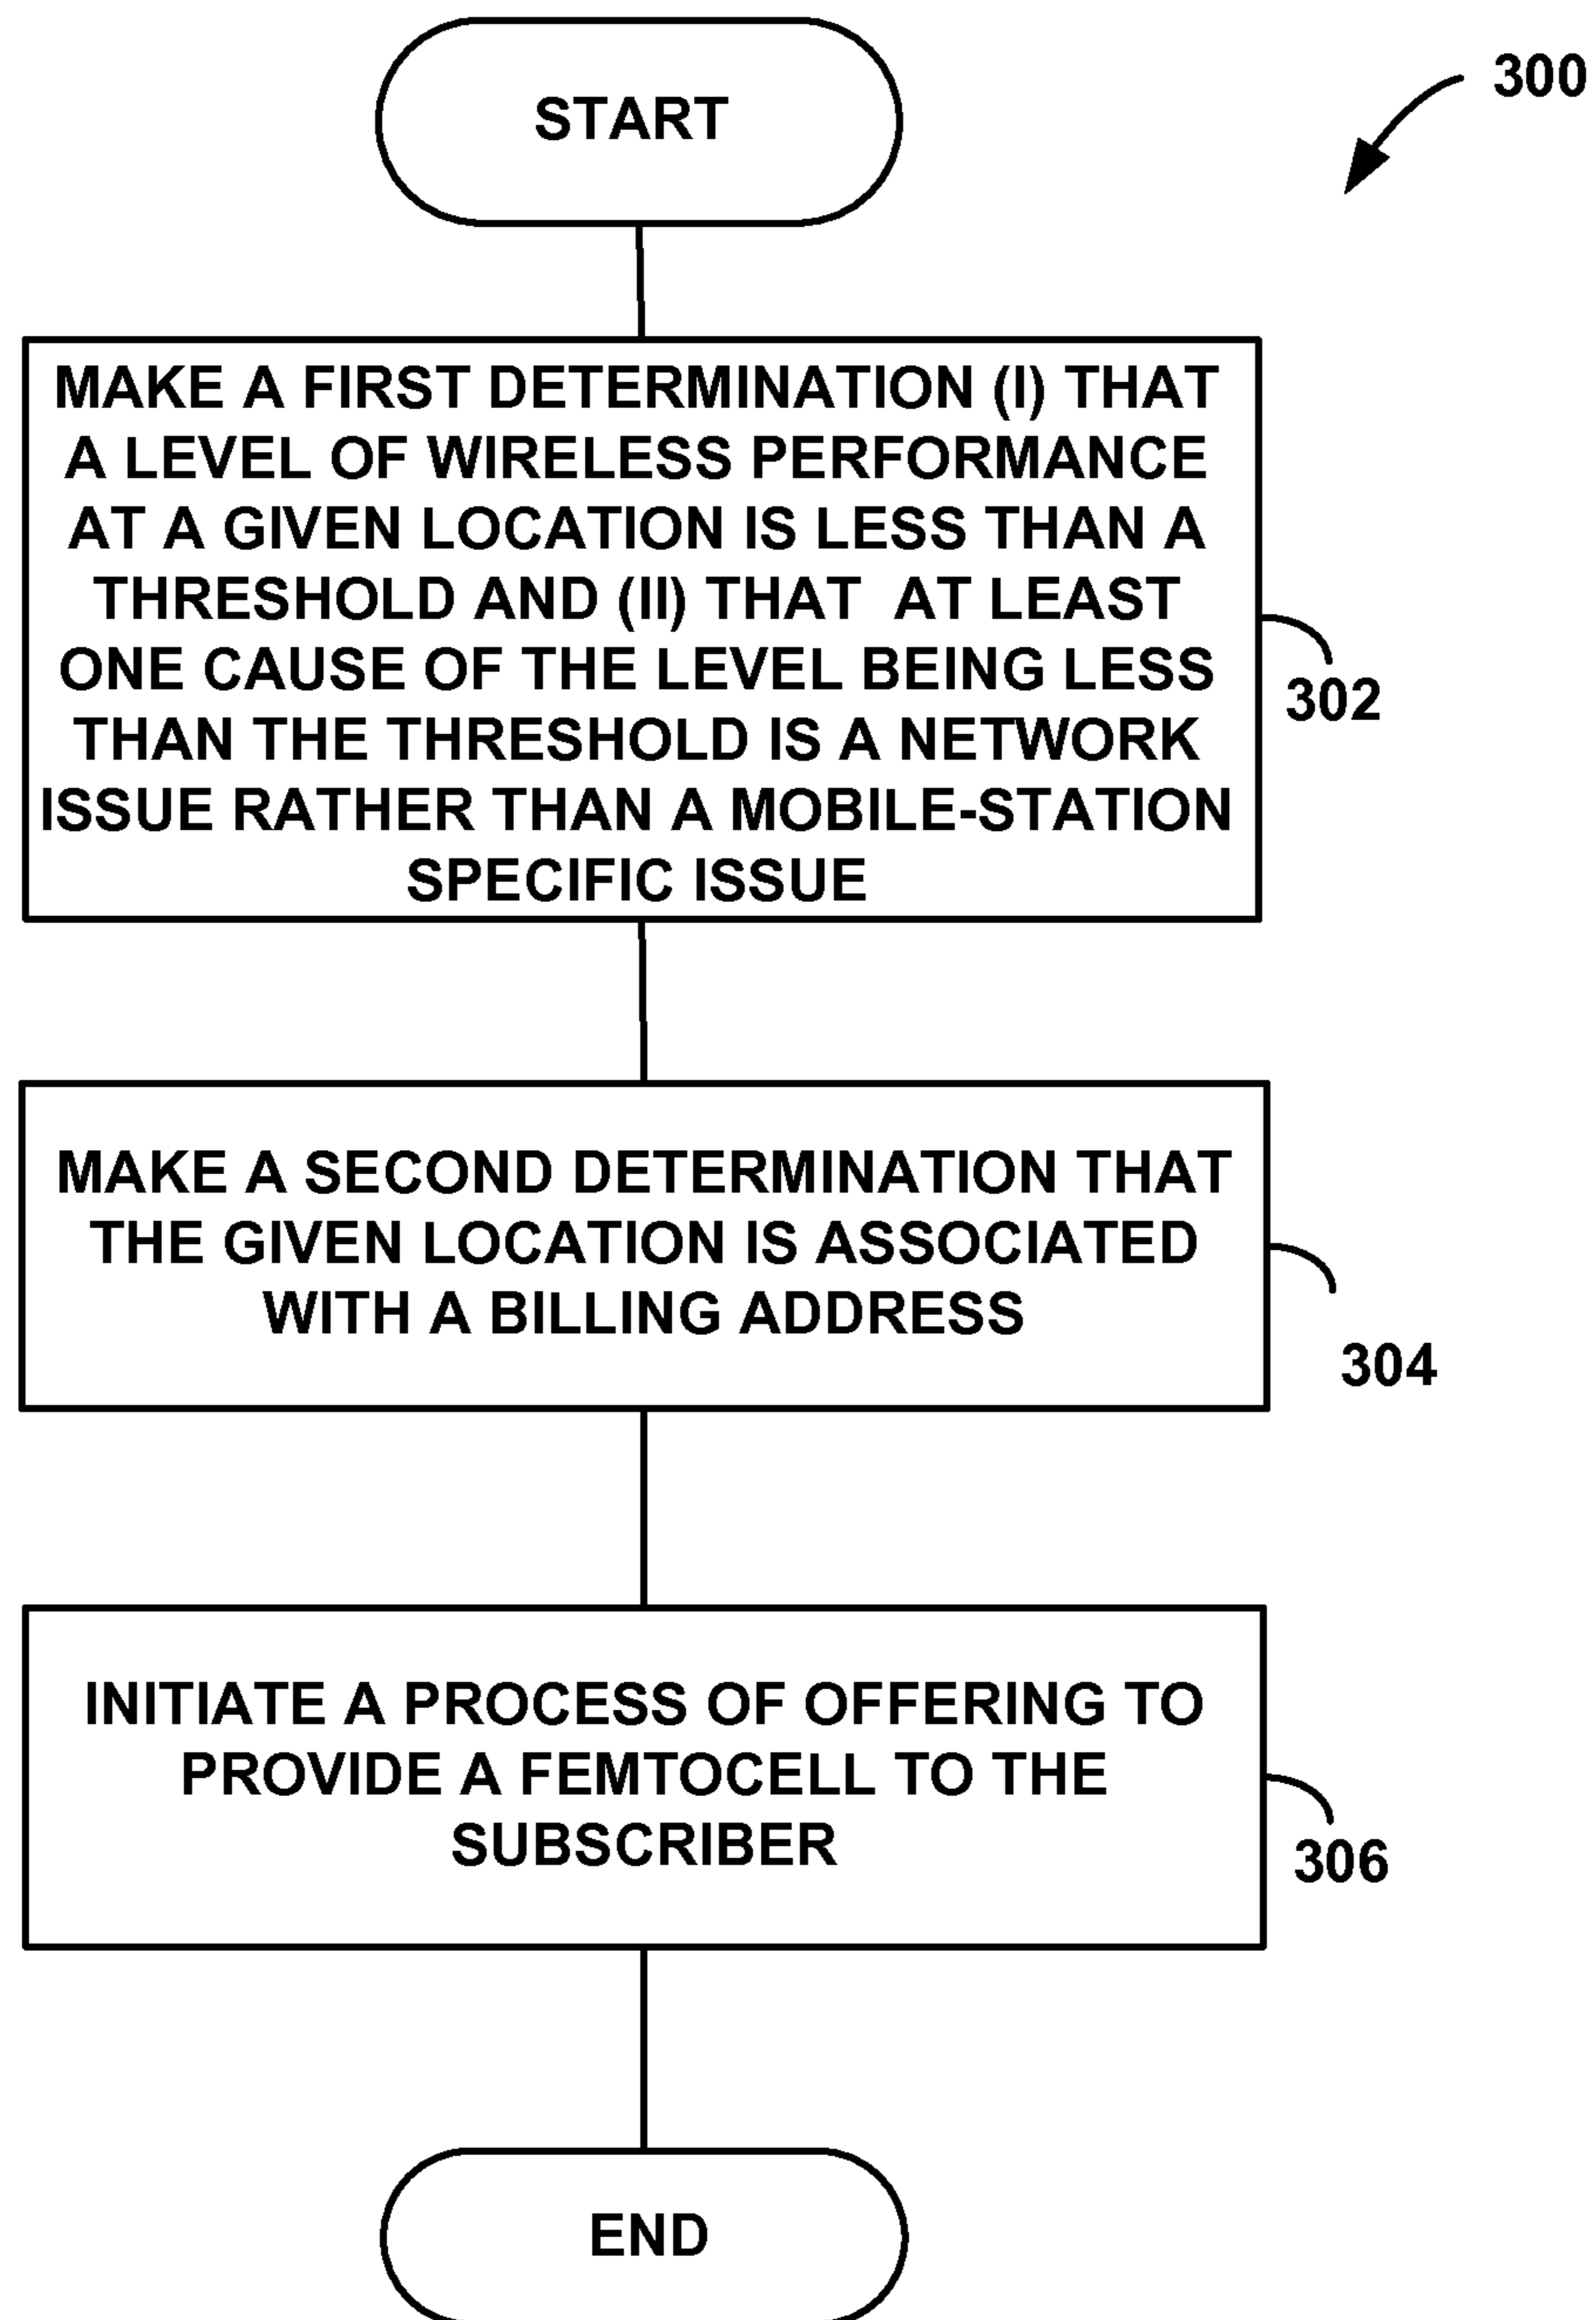 START
300
MAKE A FIRST DETERMINATION (I) THAT
A LEVEL OF WIRELESS PERFORMANCE
AT A GIVEN LOCATION IS LESS THAN A
THRESHOLD AND (II) THAT AT LEAST
ONE CAUSE OF THE LEVEL BEING LESS
THAN THE THRESHOLD IS A NETWORK
ISSUE RATHER THAN A MOBILE-STATION
SPECIFIC ISSUE
302
MAKE A SECOND DETERMINATION THAT
THE GIVEN LOCATION IS ASSOCIATED
WITH A BILLING ADDRESS
304
INITIATE A PROCESS OF OFFERING TO
PROVIDE A FEMTOCELL TO THE
SUBSCRIBER
306
END